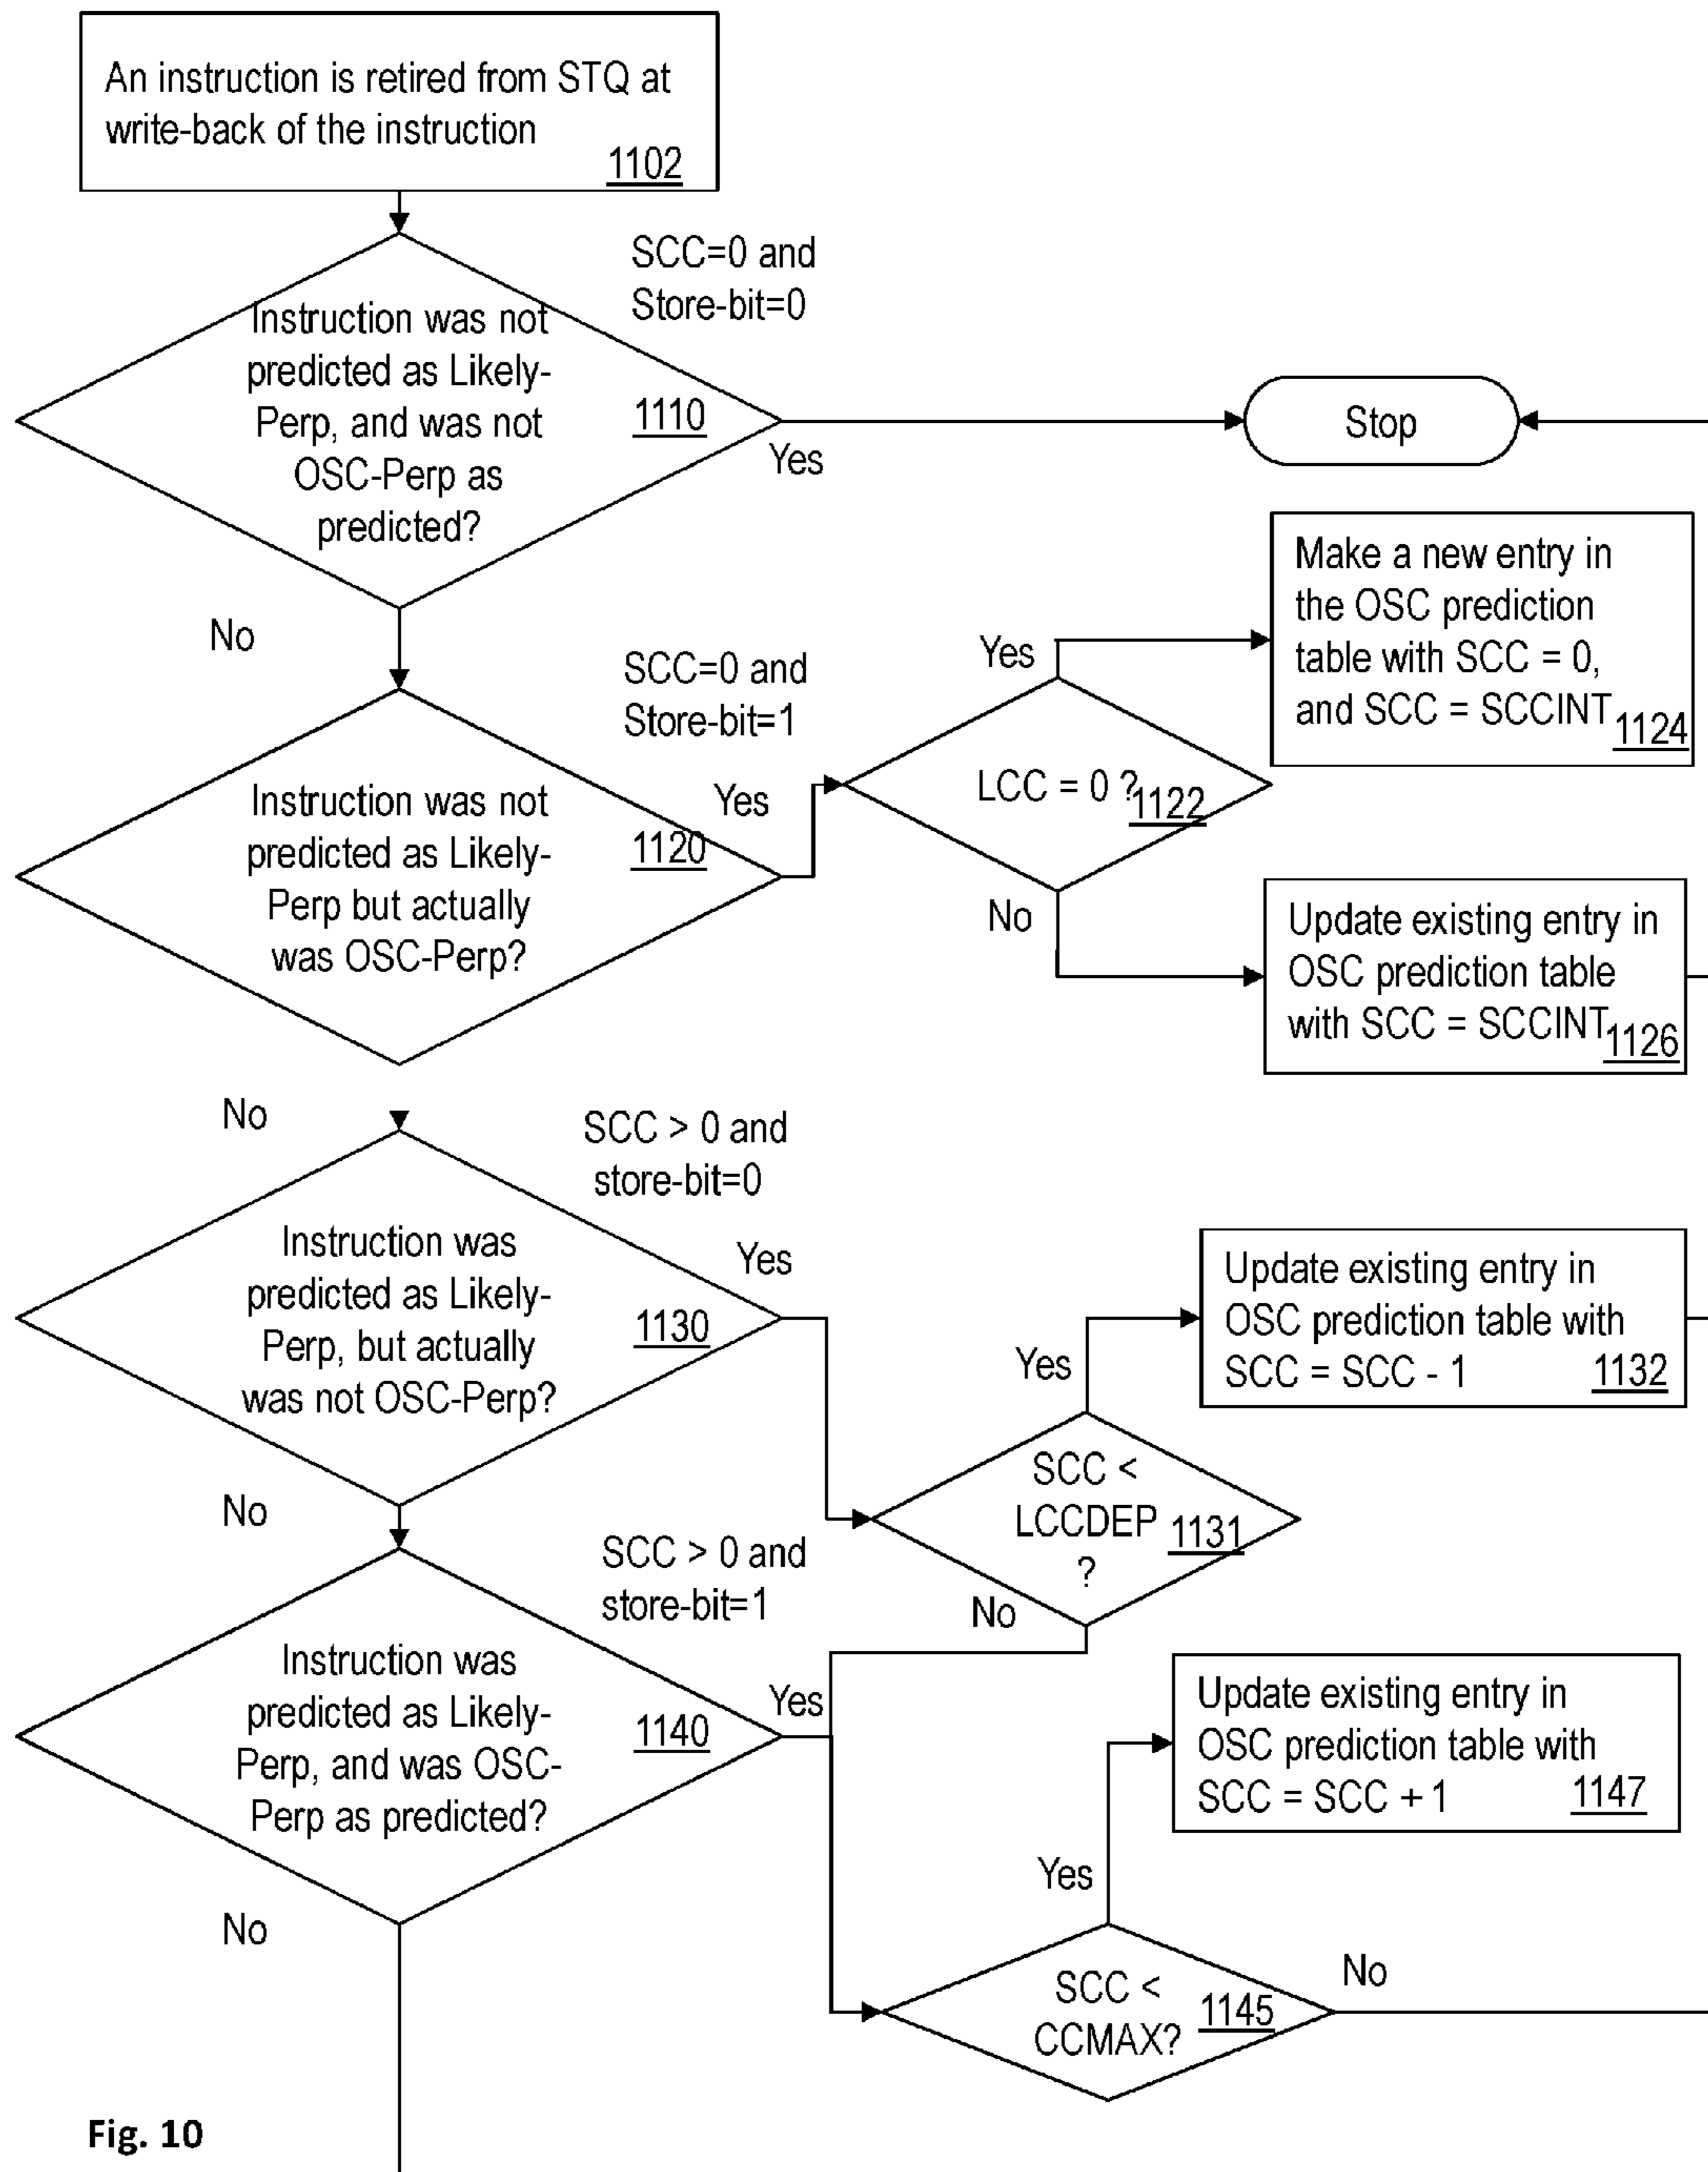 An instruction is retired from STQ at
write-back of the instruction
1102
SCC=0 and
Store-bit=0
Instruction was not
predicted as Likely-
Perp, and was not
OSC-Perp as
predicted?
1110
Yes
Stop
No
SCC=0 and
Store-bit=1
Instruction was not
predicted as Likely-
Perp but actually
was OSC-Perp?
1120
Yes
LCC = 0 ?
1122
Yes
Make a new entry in
the OSC prediction
table with SCC = 0,
and SCC = SCCINT
1124
No
Update existing entry in
OSC prediction table
with SCC = SCCINT
1126
No
SCC > 0 and
store-bit=0
Instruction was
predicted as Likely-
Perp, but actually
was not OSC-Perp?
1130
Yes
SCC <
LCCDEP
?
1131
Yes
Update existing entry in
OSC prediction table with
SCC = SCC - 1
1132
No
No
SCC > 0 and
store-bit=1
Instruction was
predicted as Likely-
Perp, and was OSC-
Perp as predicted?
1140
Yes
Update existing entry in
OSC prediction table with
SCC = SCC + 1
1147
Yes
SCC <
CCMAX?
1145
No
No
Fig. 10